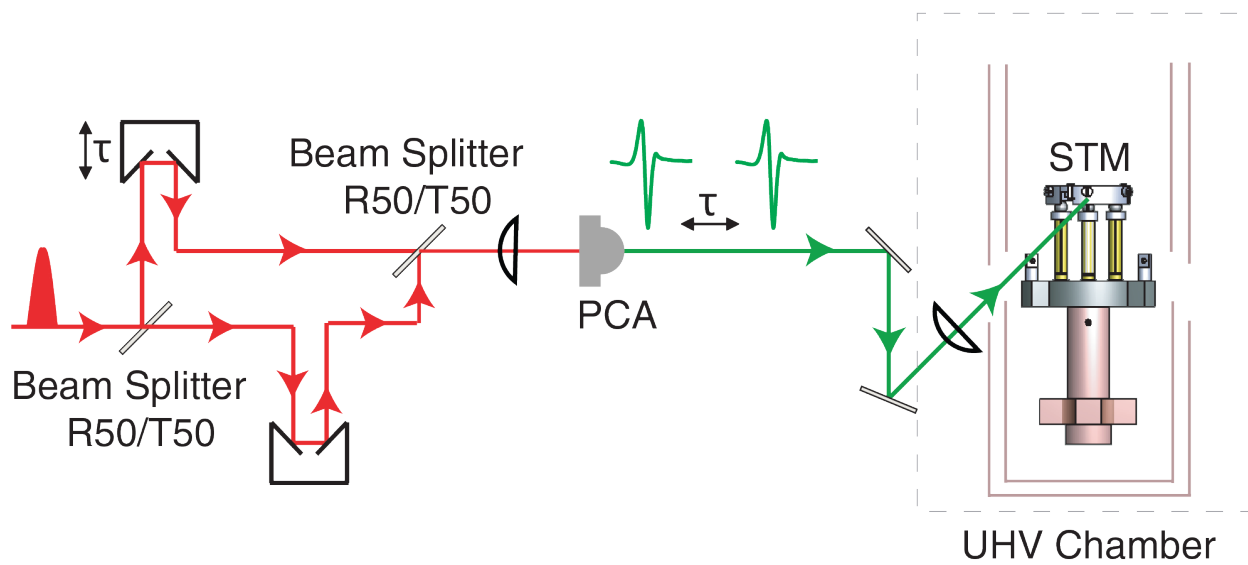 τ
Beam Splitter
R50/T50
τ
STM
PCA
Beam Splitter
R50/T50
UHV Chamber